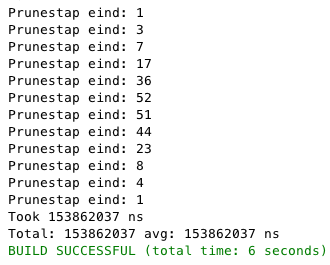 Prunestap eind: 1
Prunestap eind: 3
Prunestap eind: 7
Prunestap eind: 17
Prunestap eind: 36
Prunestap eind: 52
Prunestap eind: 51
Prunestap eind: 44
Prunestap eind: 23
Prunestap eind: 8
Prunestap eind: 4
Prunestap eind: 1
Took 153862037 ns
Total: 153862037 avg: 153862037 ns
BUILD SUCCESSFUL (total time: 6 seconds)